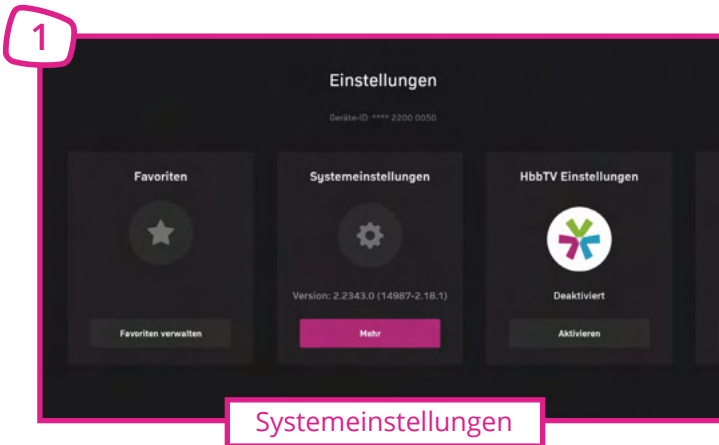 1
Einstellungen
Geräte-ID: **** 2200 0050
Favoriten
Systemeinstellungen
HbbTV Einstellungen
Version: 2.2343.0 (14987-2.18.1)
Deaktiviert
Favoriten verwalten
Mehr
Aktivieren
Systemeinstellungen